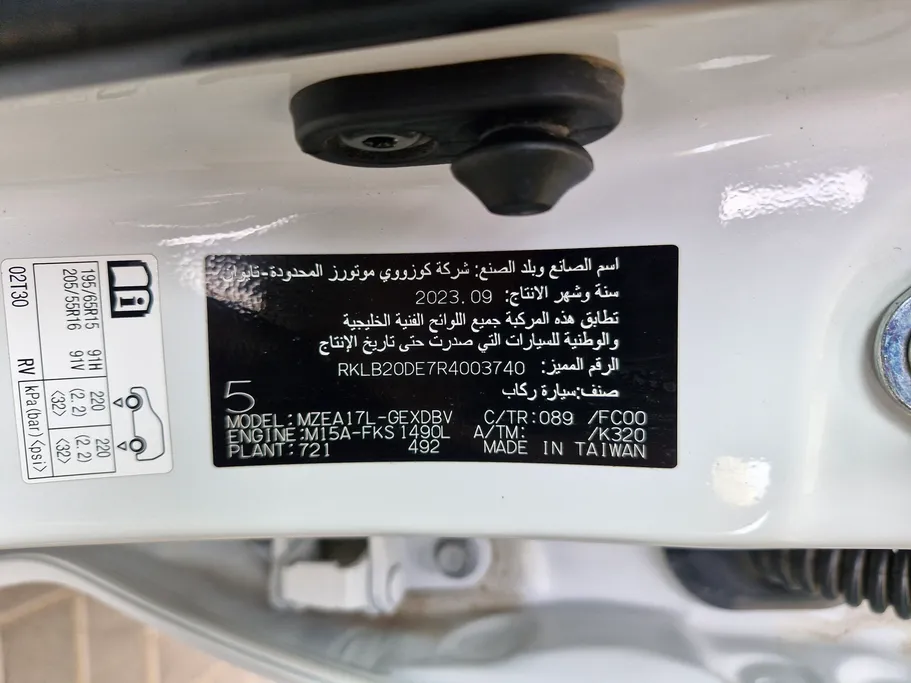 اسم الصانع وبلد الصنع: شركة كوزووي موتورز المحدودة-تايوان
سنة وشهر الانتاج: 2023.09
تطابق هذه المركبة جميع اللوائح الفنية الخليجية
والوطنية للسيارات التي صدرت حتى تاريخ الإنتاج
الرقم المميز: RKLB20DE7R4003740
صنف:سيارة ركاب
5
MODEL:MZEA17L-GEXDBV C/TR:089 /FC00
ENGINE:M15A-FKS 1490L A/TM: /K320
PLANT:721 492 MADE IN TAIWAN
195/65R15 91H 220 (2.2) <32> 220 (2.2) <32>
205/55R16 91V
02T30 RV kPa(bar)<psi>